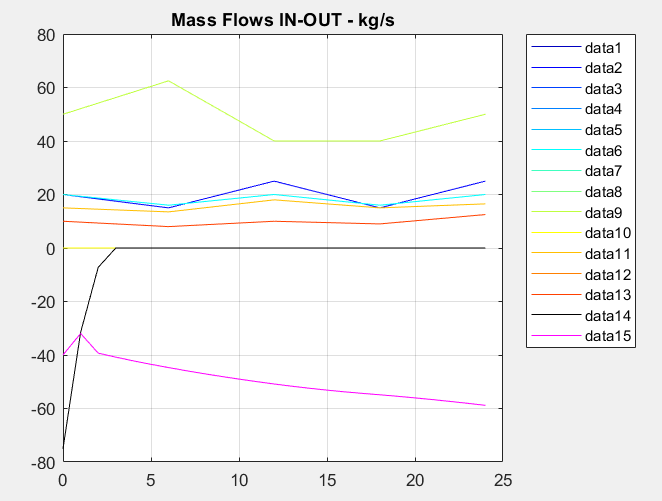 Mass Flows IN-OUT - kg/s
80
60
40
20
0
-20
-40
-60
-80
0 5 10 15 20 25
data1
data2
data3
data4
data5
data6
data7
data8
data9
data10
data11
data12
data13
data14
data15